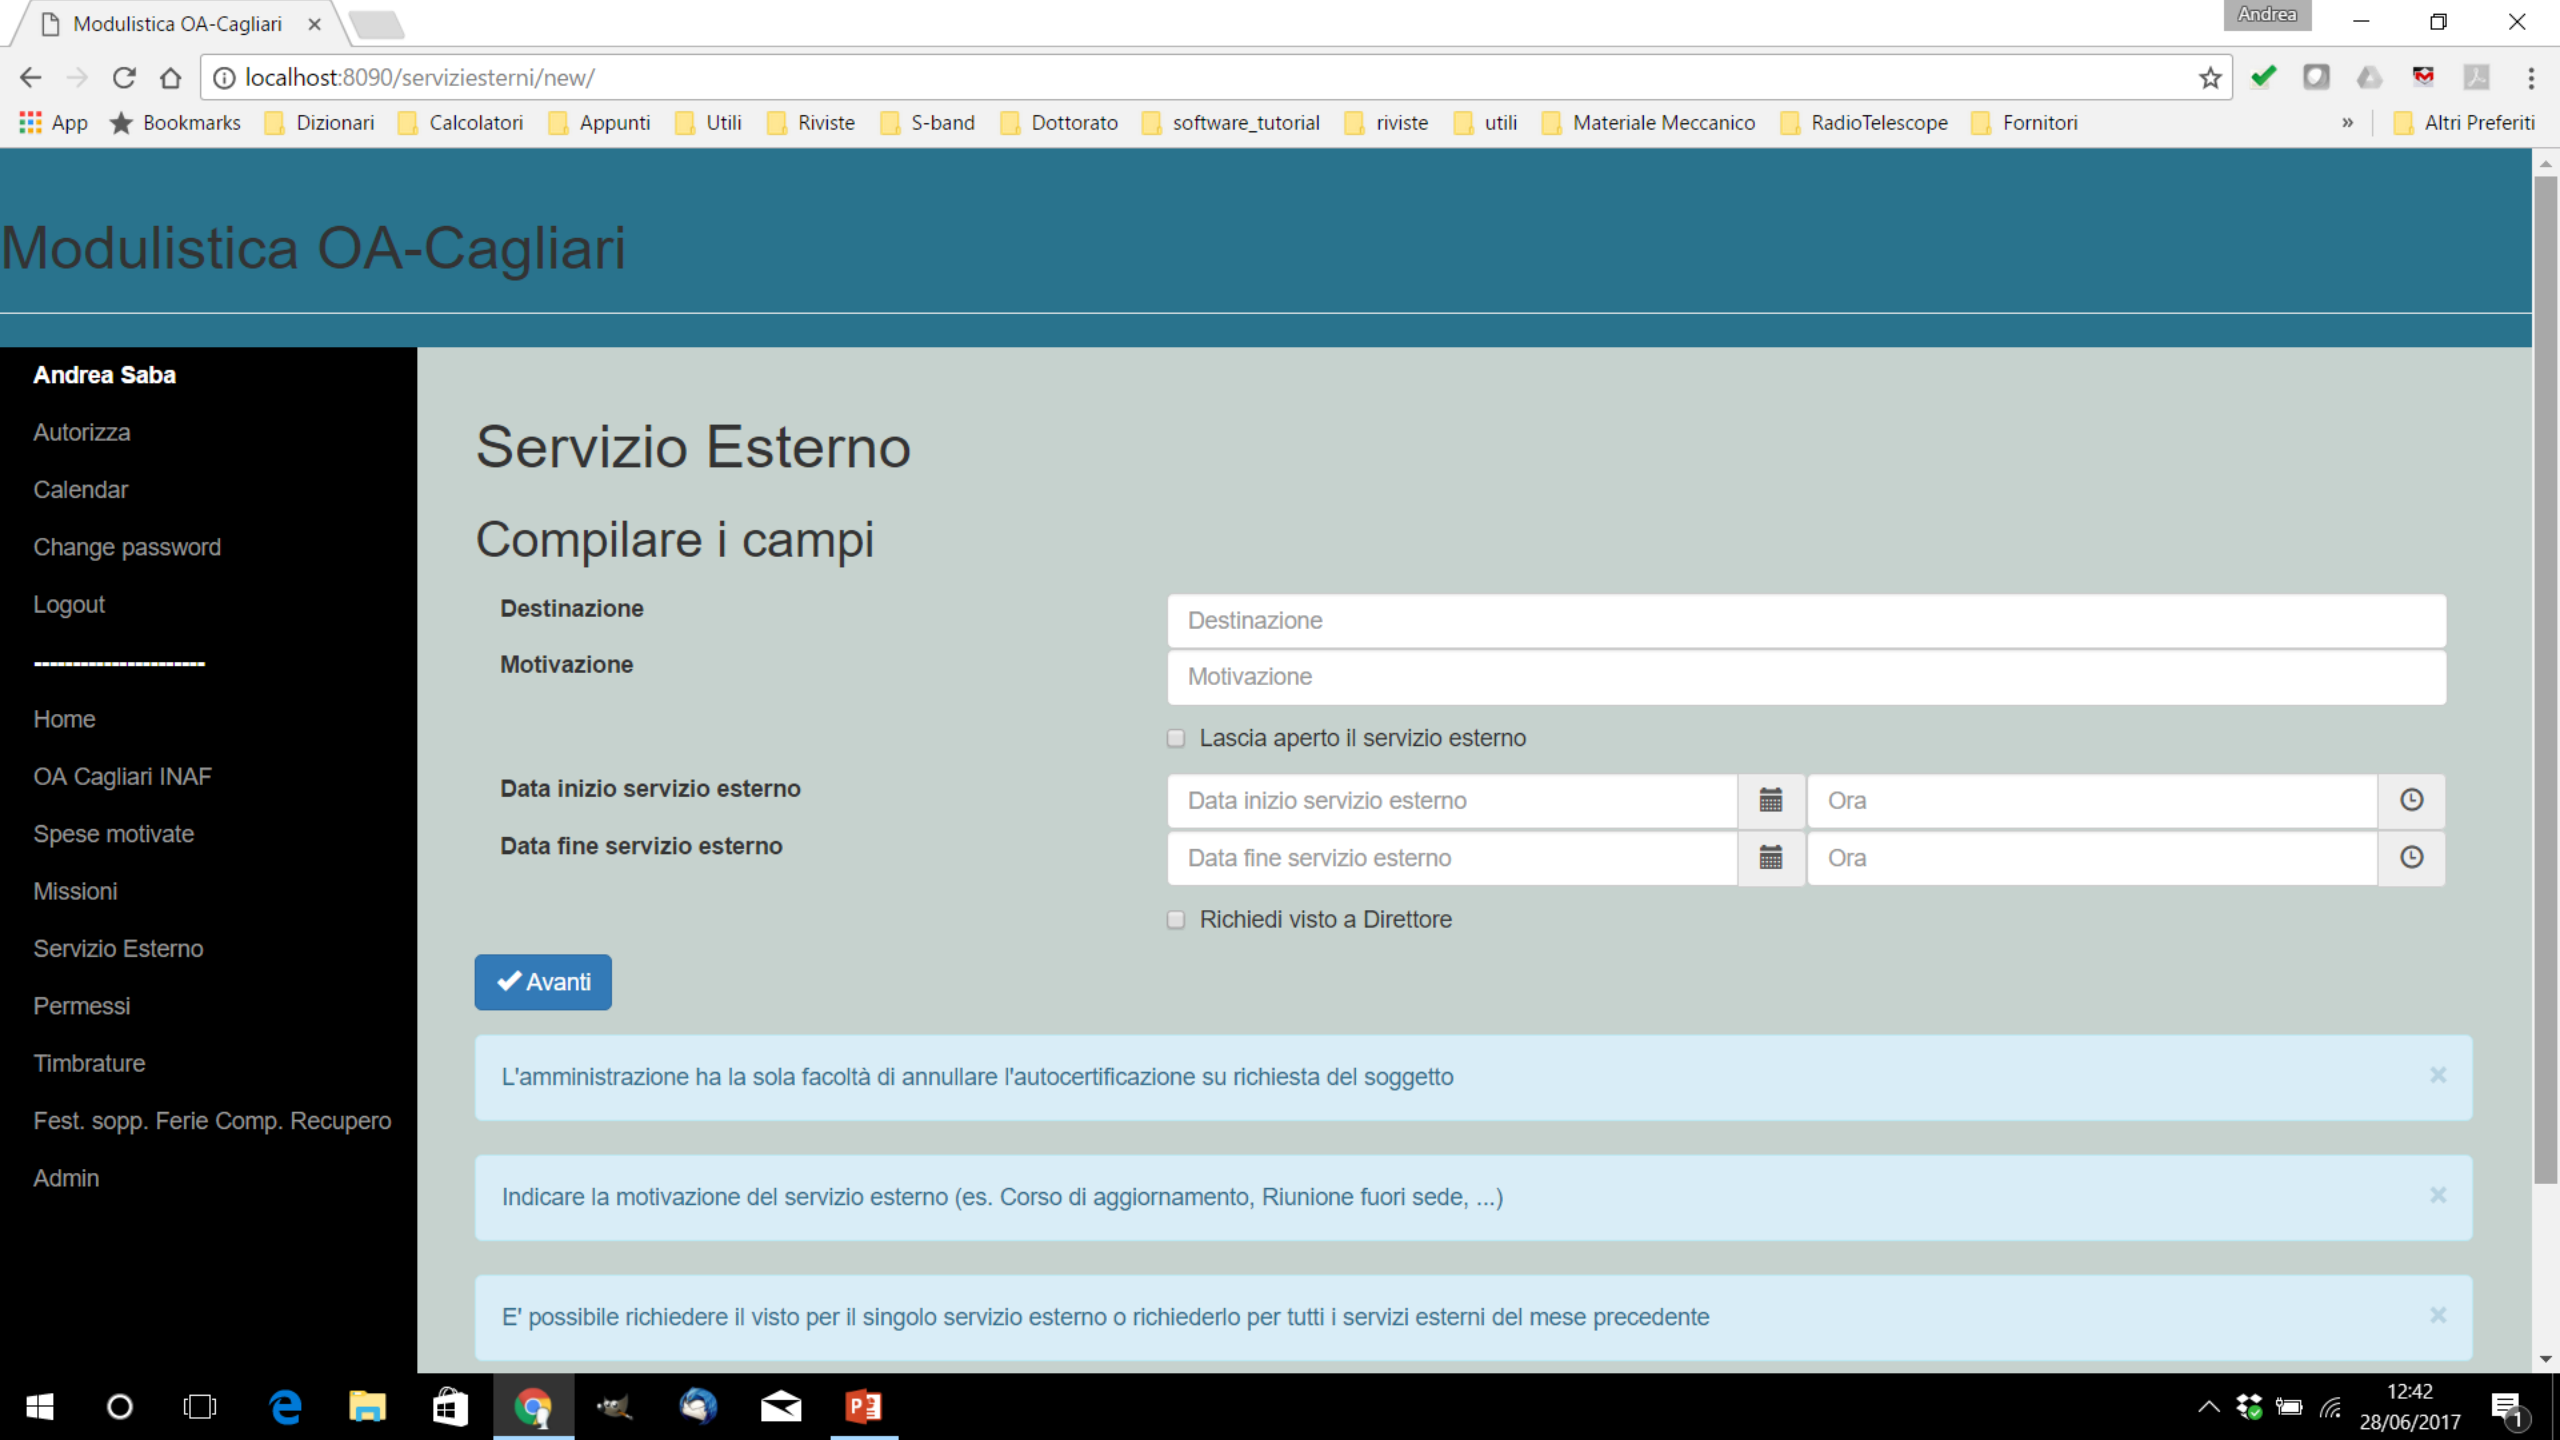 Modulistica OA-Cagliari
Andrea
localhost:8090/serviziesterni/new/
App Bookmarks Dizionari Calcolatori Appunti Utili Riviste S-band Dottorato software_tutorial riviste utili Materiale Meccanico RadioTelescope Fornitori » Altri Preferiti
Modulistica OA-Cagliari
Andrea Saba
Autorizza
Calendar
Change password
Logout
----------------------
Home
OA Cagliari INAF
Spese motivate
Missioni
Servizio Esterno
Permessi
Timbrature
Fest. sopp. Ferie Comp. Recupero
Admin
Servizio Esterno
Compilare i campi
Destinazione Destinazione
Motivazione Motivazione
Lascia aperto il servizio esterno
Data inizio servizio esterno Data inizio servizio esterno Ora
Data fine servizio esterno Data fine servizio esterno Ora
Richiedi visto a Direttore
Avanti
L'amministrazione ha la sola facoltà di annullare l'autocertificazione su richiesta del soggetto ×
Indicare la motivazione del servizio esterno (es. Corso di aggiornamento, Riunione fuori sede, ...) ×
E' possibile richiedere il visto per il singolo servizio esterno o richiederlo per tutti i servizi esterni del mese precedente ×
12:42
28/06/2017
1